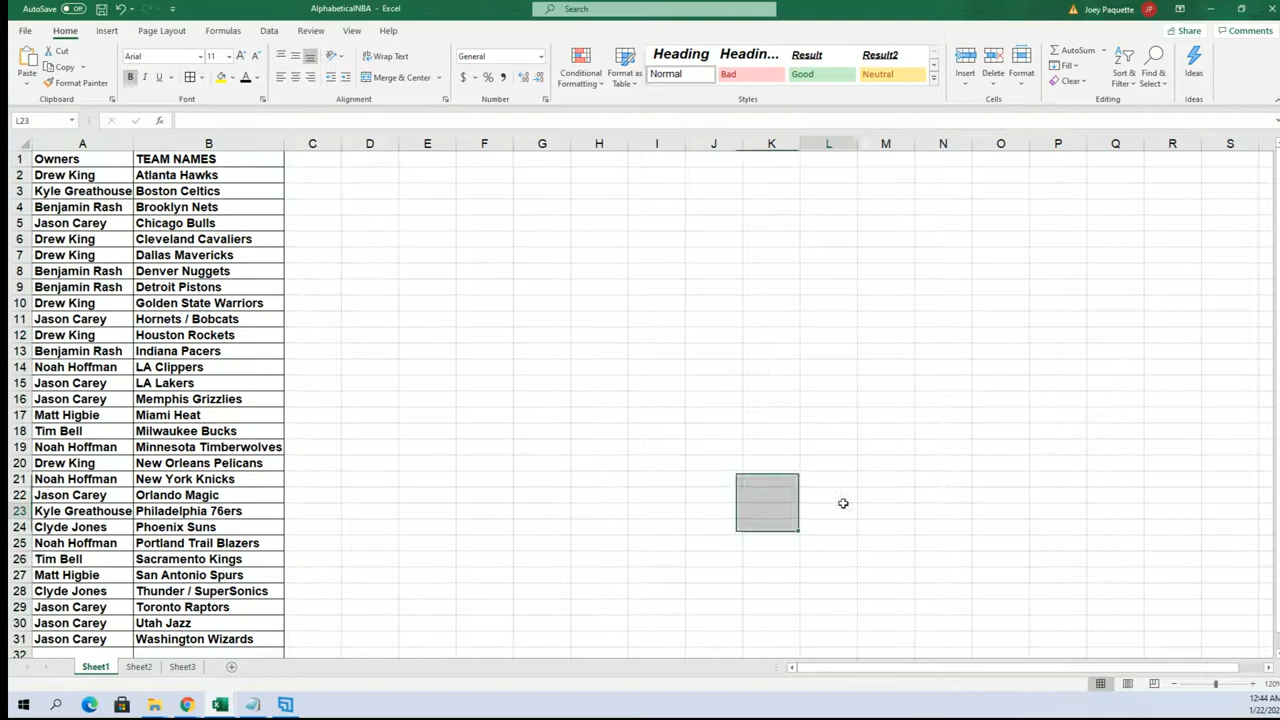 AutoSave Off AlphabeticalNBA - Excel Search Joey Paquette JP
File Home Insert Page Layout Formulas Data Review View Help Share Comments
Paste Cut Copy Format Painter Clipboard
Arial 11 B I U A Font
Wrap Text Merge & Center Alignment
General $ % Number
Conditional Formatting Format as Table
Heading Headin... Result Result2
Normal Bad Good Neutral
Styles
Insert Delete Format Cells
AutoSum Fill Clear Sort & Filter Find & Select Editing
Ideas Ideas
L23 fx
A B C D E F G H I J K L M N O P Q R S
1 Owners TEAM NAMES
2 Drew King Atlanta Hawks
3 Kyle Greathouse Boston Celtics
4 Benjamin Rash Brooklyn Nets
5 Jason Carey Chicago Bulls
6 Drew King Cleveland Cavaliers
7 Drew King Dallas Mavericks
8 Benjamin Rash Denver Nuggets
9 Benjamin Rash Detroit Pistons
10 Drew King Golden State Warriors
11 Jason Carey Hornets / Bobcats
12 Drew King Houston Rockets
13 Benjamin Rash Indiana Pacers
14 Noah Hoffman LA Clippers
15 Jason Carey LA Lakers
16 Jason Carey Memphis Grizzlies
17 Matt Higbie Miami Heat
18 Tim Bell Milwaukee Bucks
19 Noah Hoffman Minnesota Timberwolves
20 Drew King New Orleans Pelicans
21 Noah Hoffman New York Knicks
22 Jason Carey Orlando Magic
23 Kyle Greathouse Philadelphia 76ers
24 Clyde Jones Phoenix Suns
25 Noah Hoffman Portland Trail Blazers
26 Tim Bell Sacramento Kings
27 Matt Higbie San Antonio Spurs
28 Clyde Jones Thunder / SuperSonics
29 Jason Carey Toronto Raptors
30 Jason Carey Utah Jazz
31 Jason Carey Washington Wizards
32
Sheet1 Sheet2 Sheet3
120%
12:44 AM
1/22/202